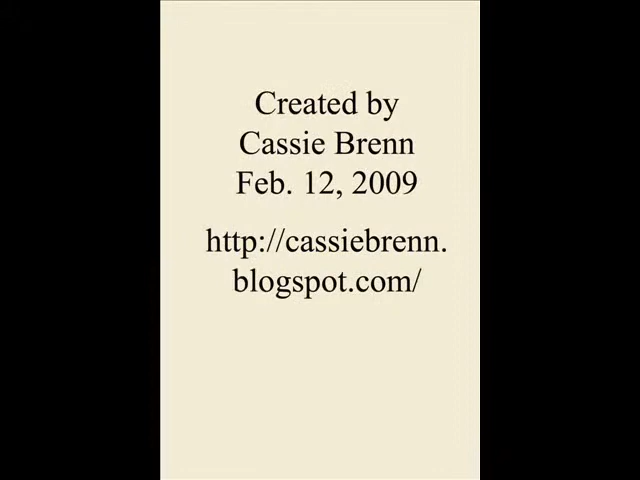 Created by
Cassie Brenn
Feb. 12, 2009
http://cassiebrenn.
blogspot.com/